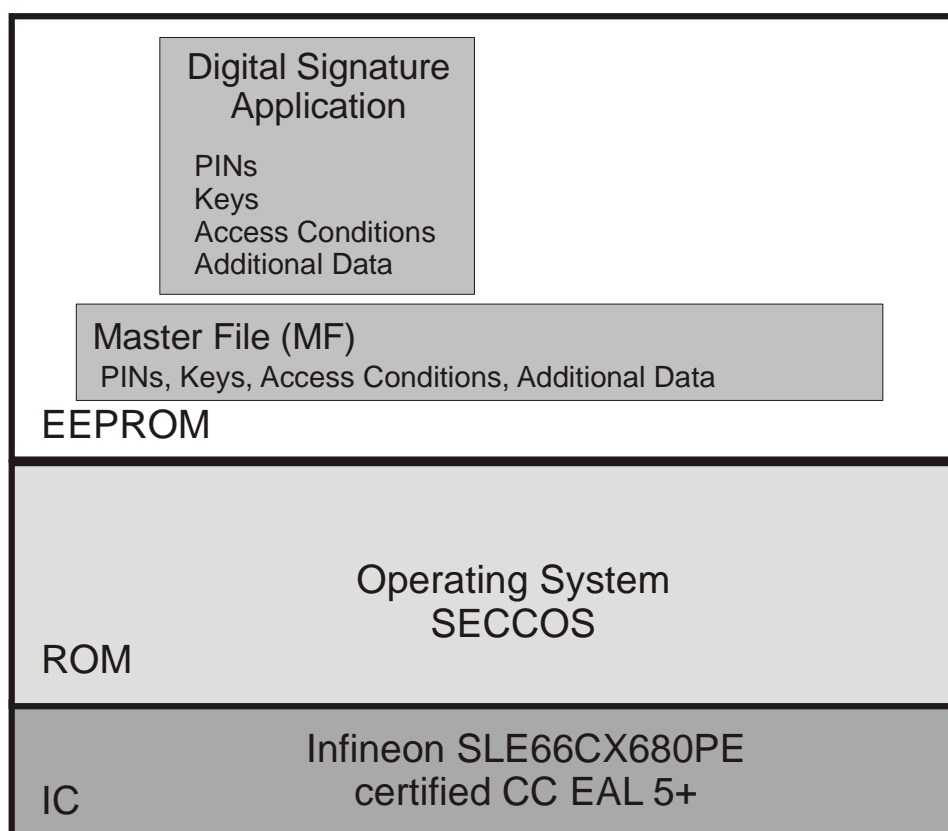 Digital Signature
Application
PINs
Keys
Access Conditions
Additional Data
Master File (MF)
PINs, Keys, Access Conditions, Additional Data
EEPROM
Operating System
SECCOS
ROM
Infineon SLE66CX680PE
certified CC EAL 5+
IC